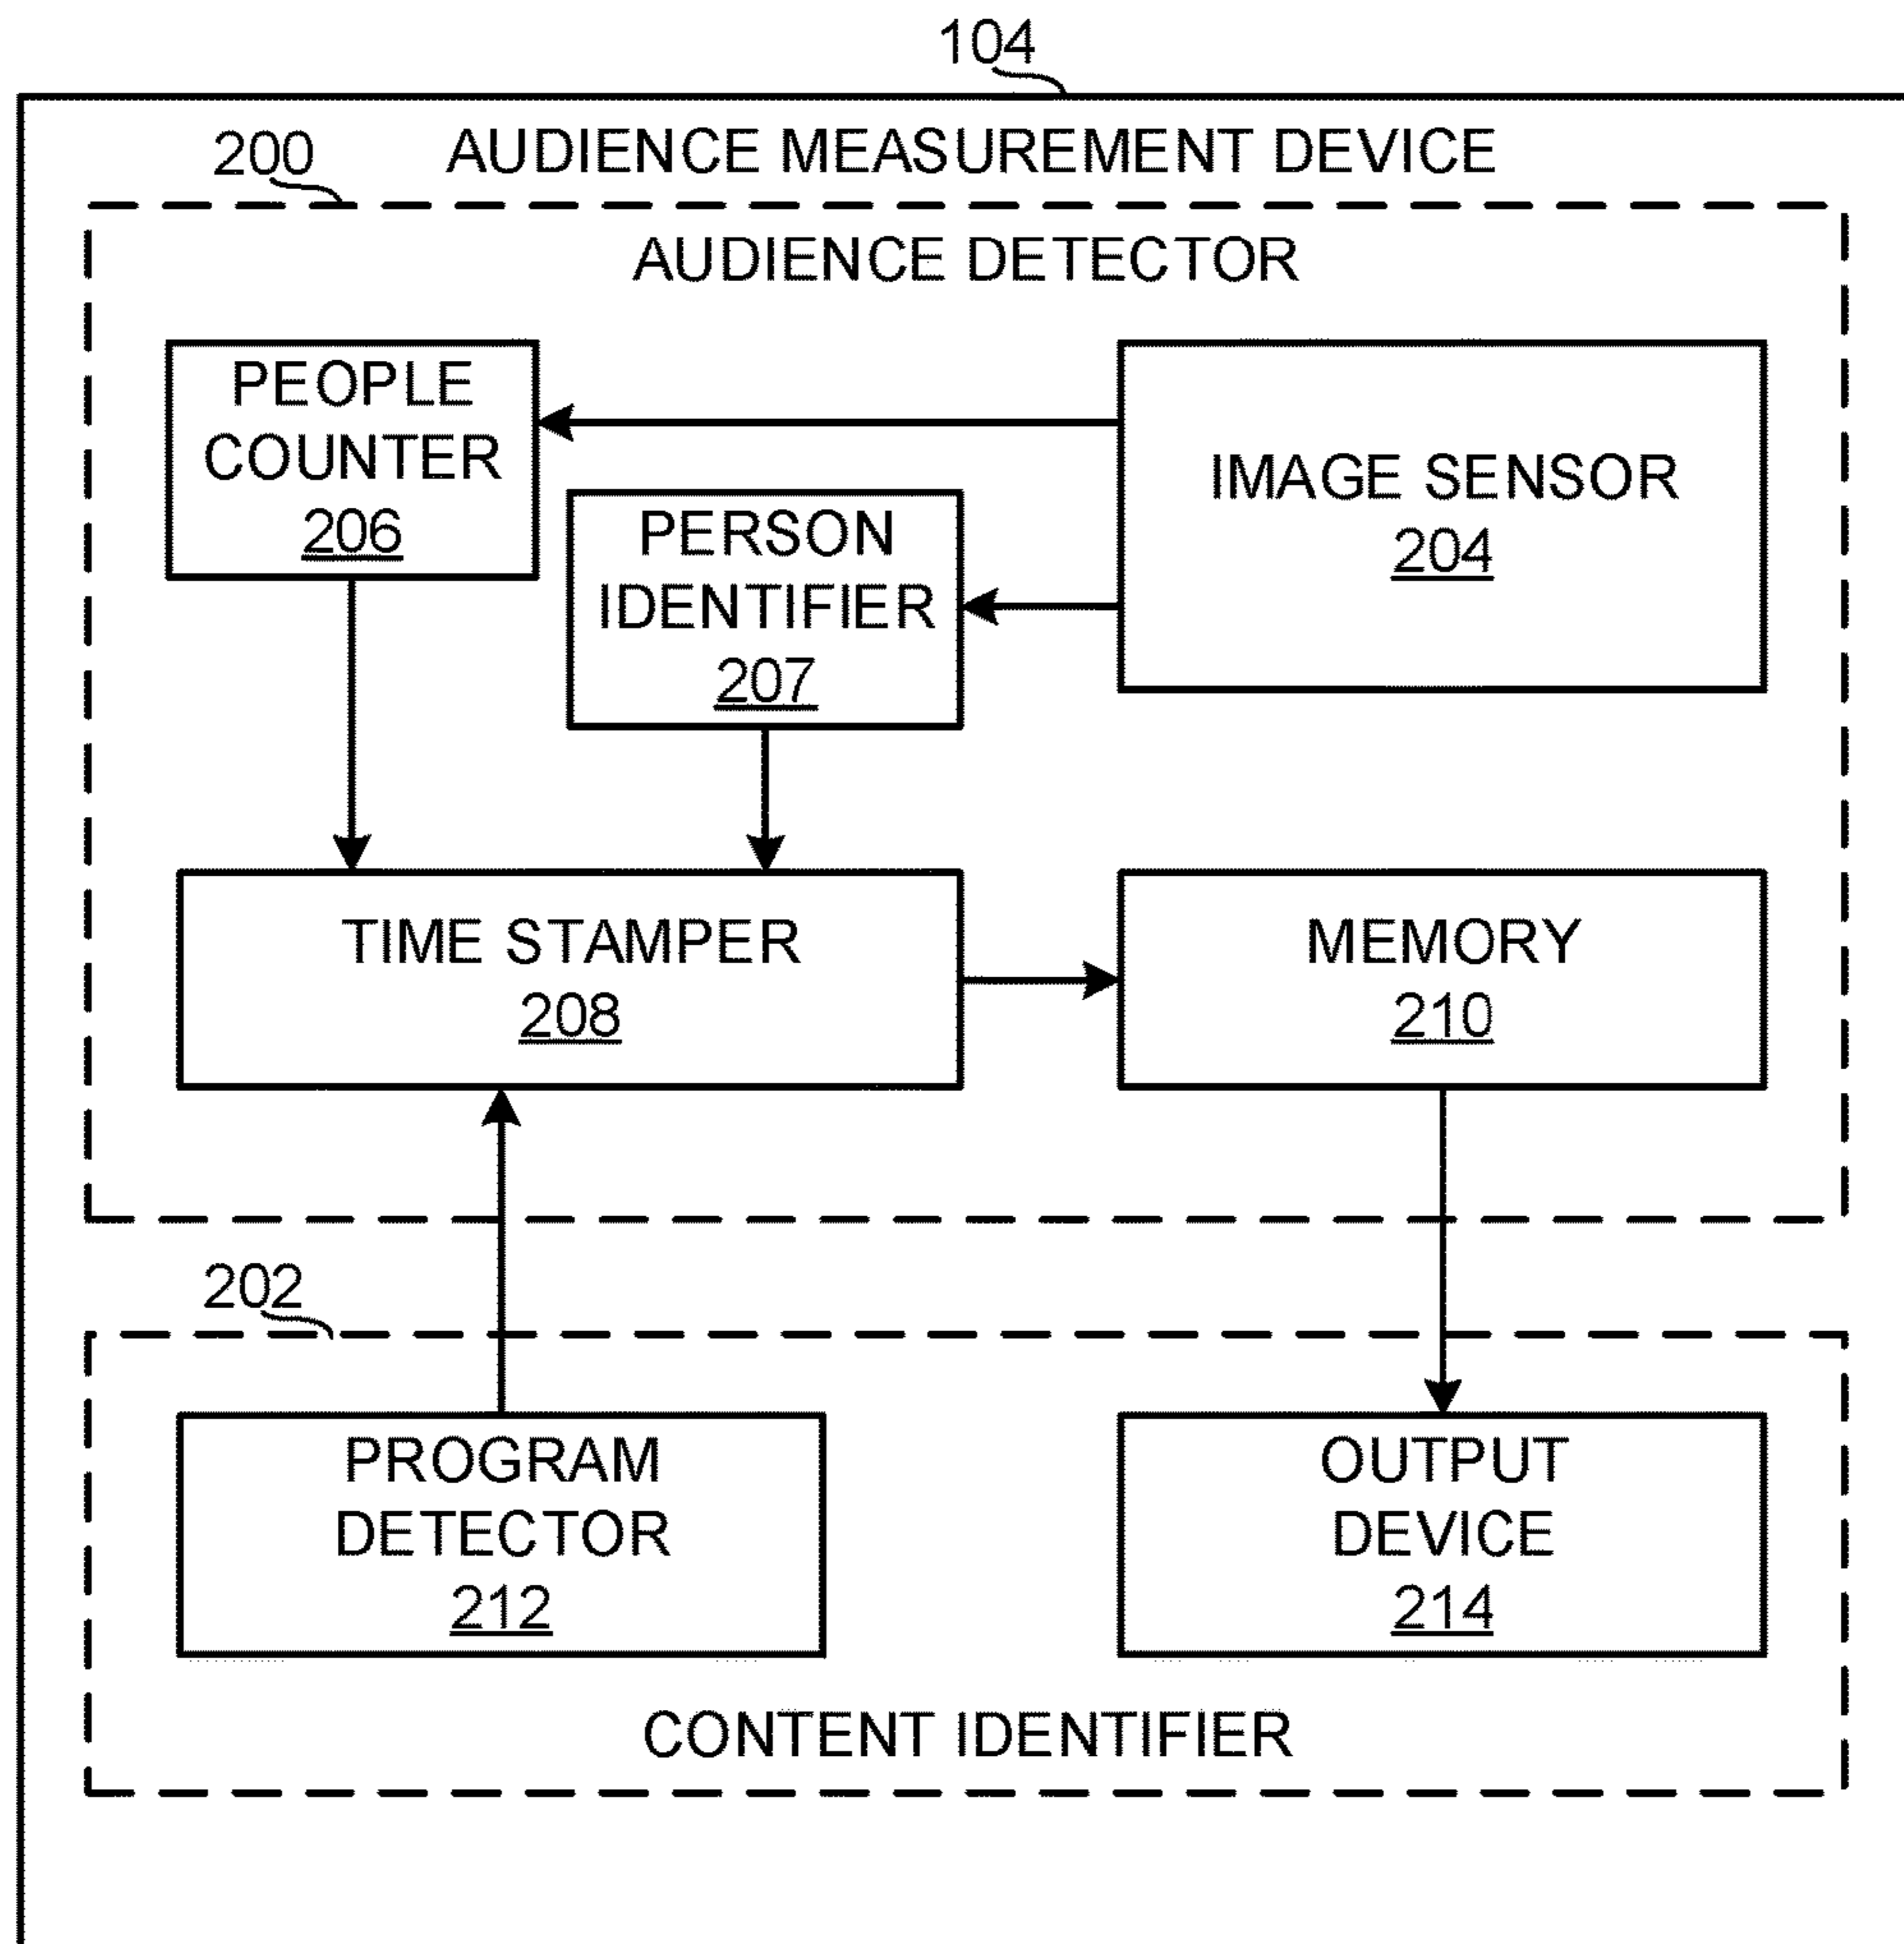 104
200
AUDIENCE MEASUREMENT DEVICE
AUDIENCE DETECTOR
PEOPLE
COUNTER
206
PERSON
IDENTIFIER
207
IMAGE SENSOR
204
TIME STAMPER
208
MEMORY
210
202
PROGRAM
DETECTOR
212
OUTPUT
DEVICE
214
CONTENT IDENTIFIER